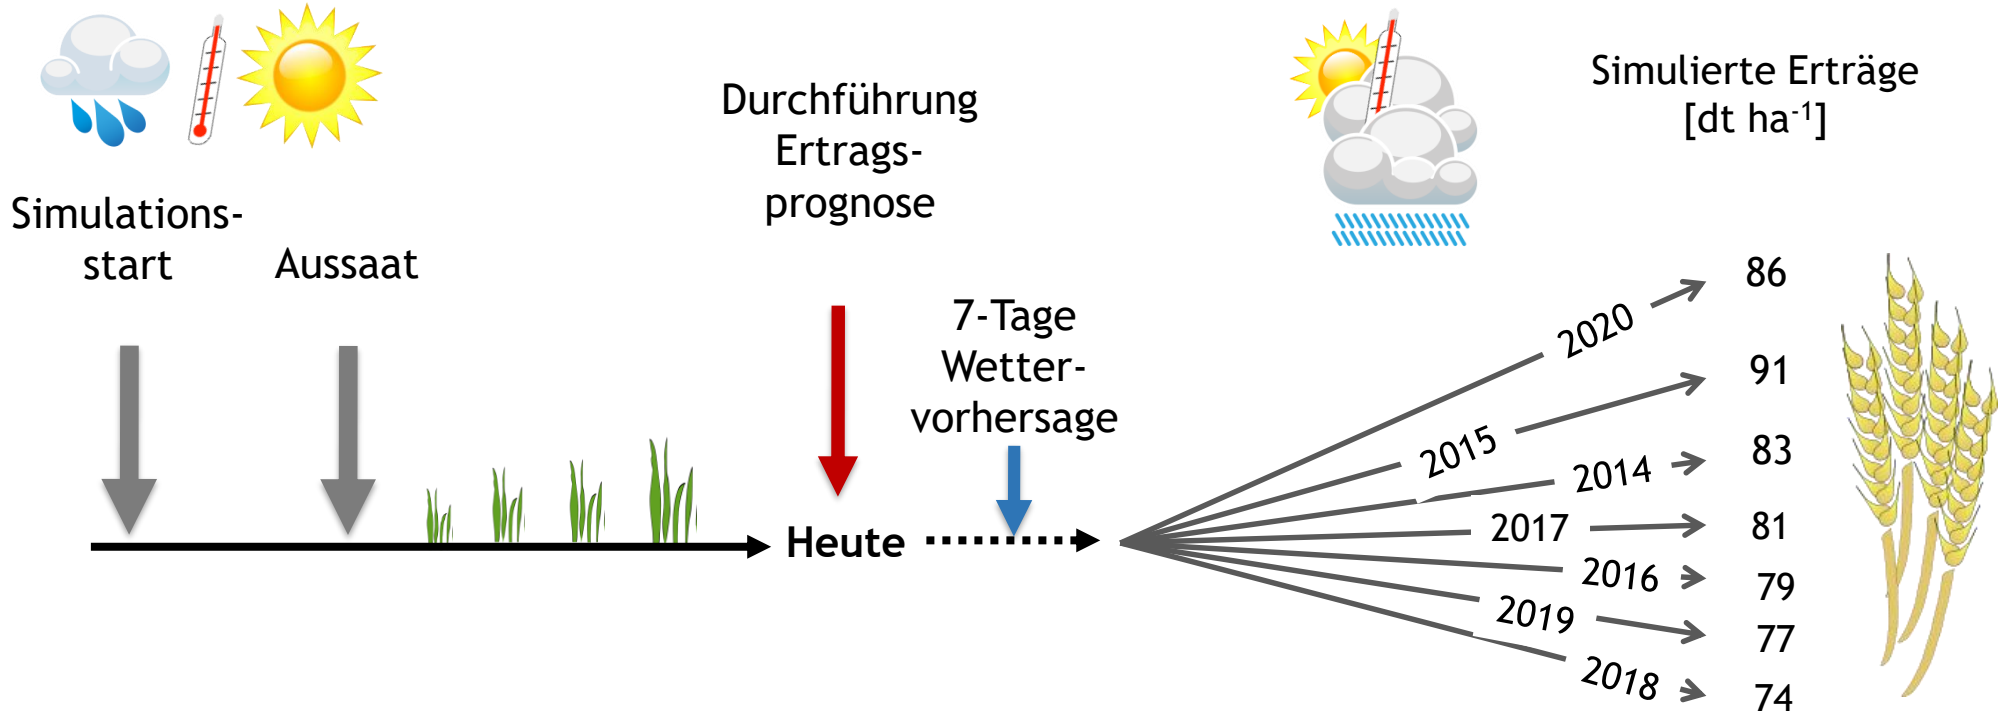 Simulations-
start
Aussaat
Durchführung
Ertrags-
prognose
Heute
7-Tage
Wetter-
vorhersage
Simulierte Erträge
[dt ha⁻¹]
2020
86
2015
91
2014
83
2017
81
2016
79
2019
77
2018
74